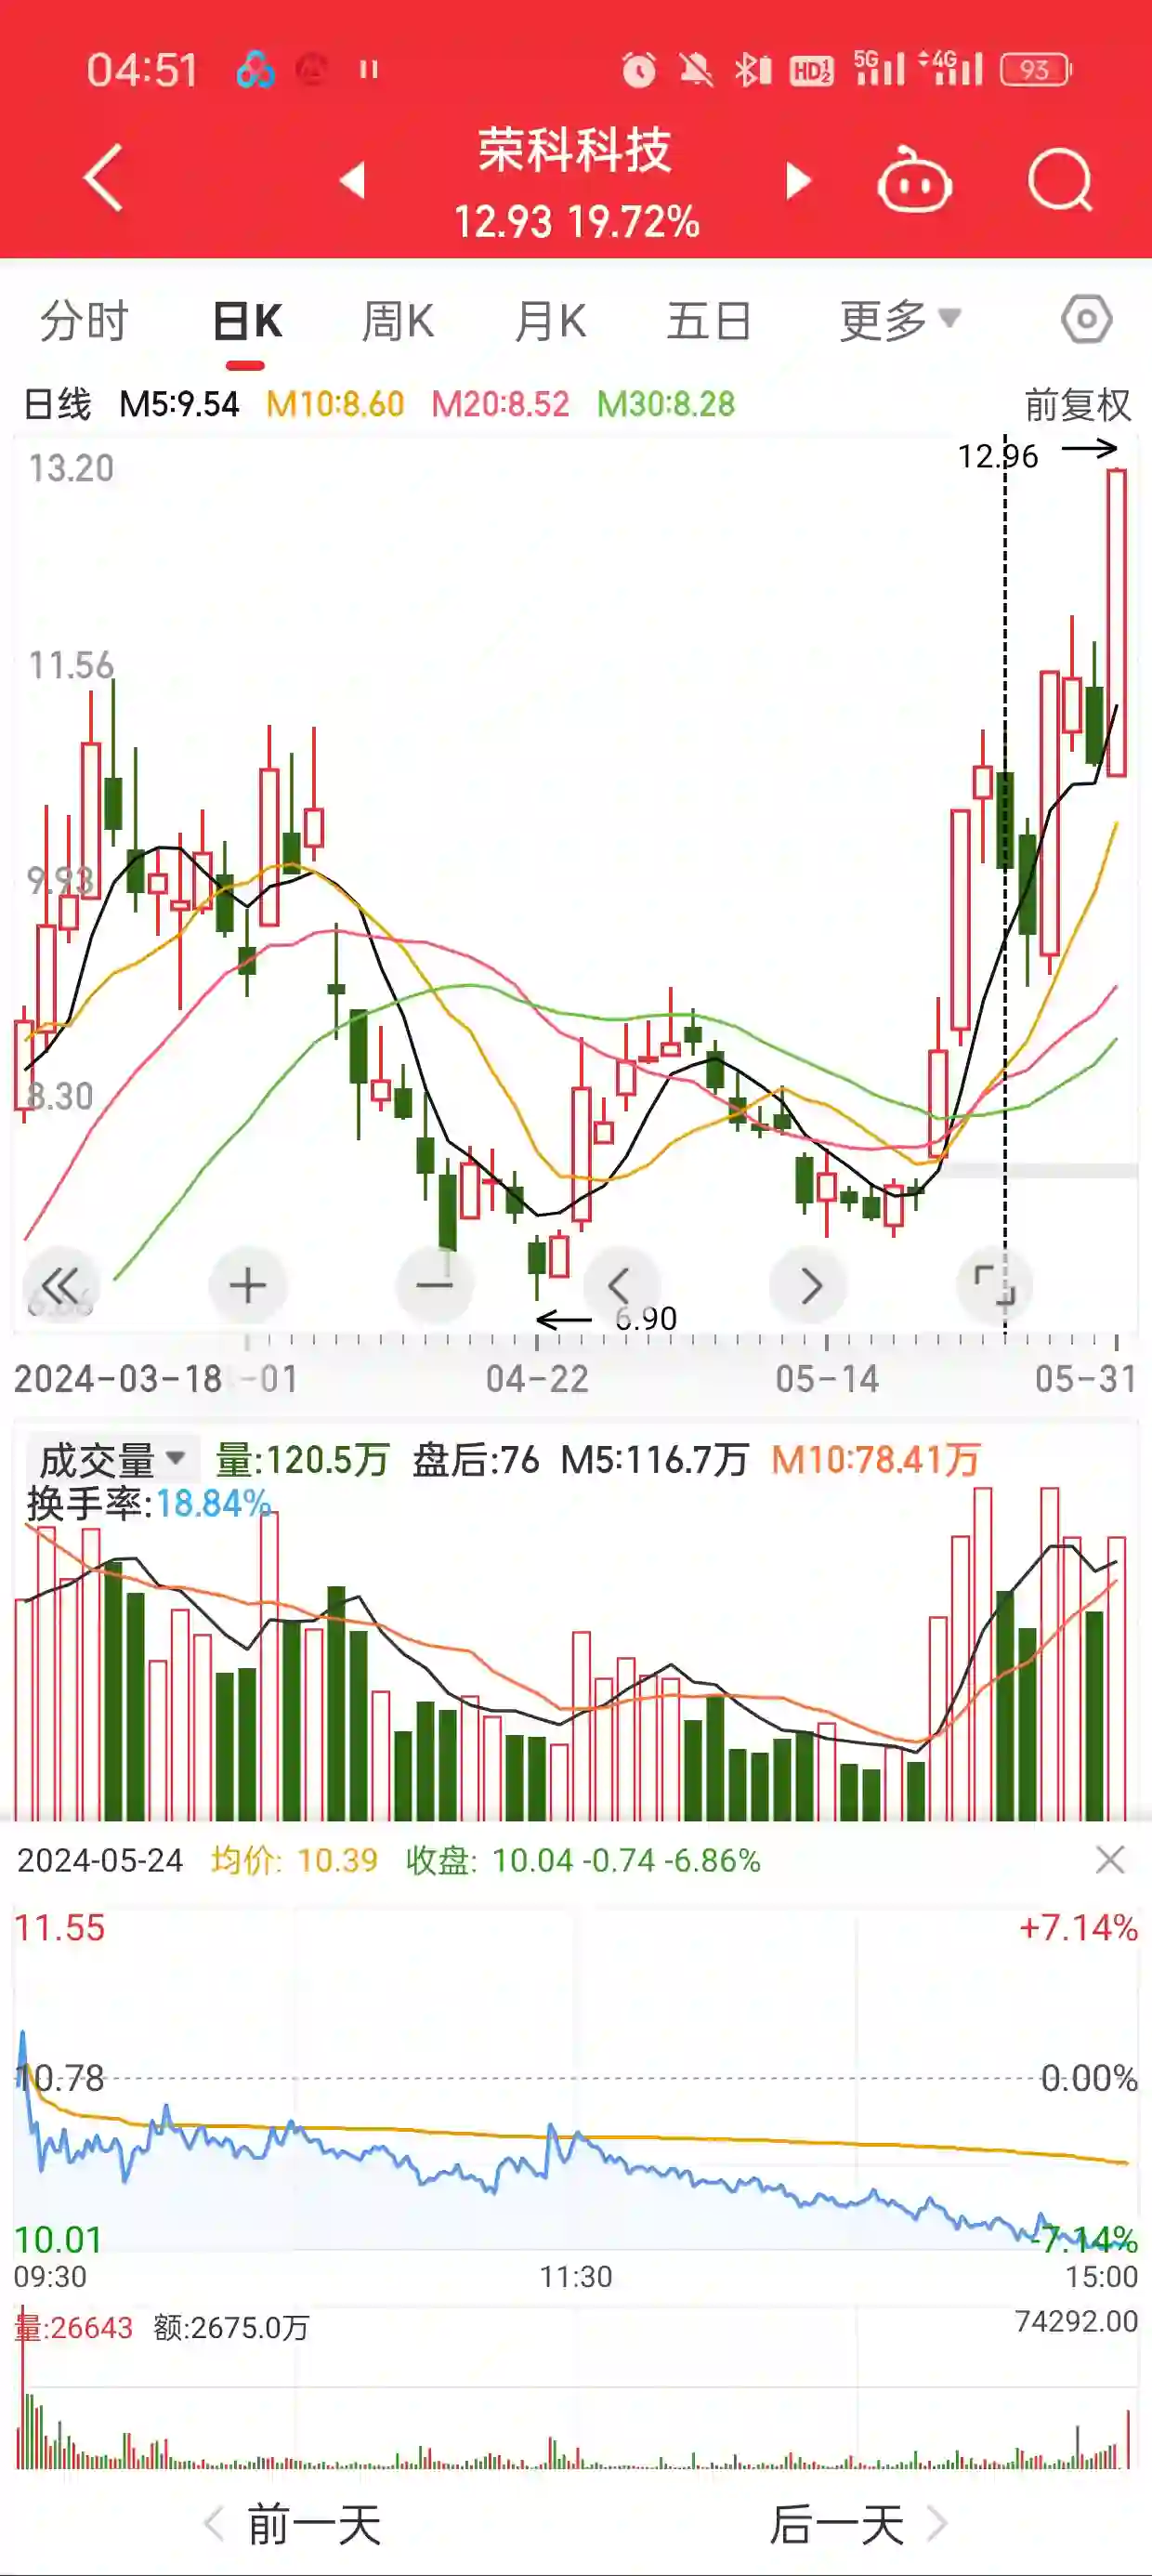 04:51 HD 1 2 5G 4G 93
荣科科技
12.93 19.72%
分时 日K 周K 月K 五日 更多
日线 M5:9.54 M10:8.60 M20:8.52 M30:8.28 前复权
12.96
13.20
11.56
9.93
8.30
6.90
2024-03-18 -01 04-22 05-14 05-31
成交量 量:120.5万 盘后:76 M5:116.7万 M10:78.41万
换手率:18.84%
2024-05-24 均价: 10.39 收盘: 10.04 -0.74 -6.86%
11.55 +7.14%
10.78 0.00%
10.01 -7.14%
09:30 11:30 15:00
量:26643 额:2675.0万 74292.00
前一天 后一天